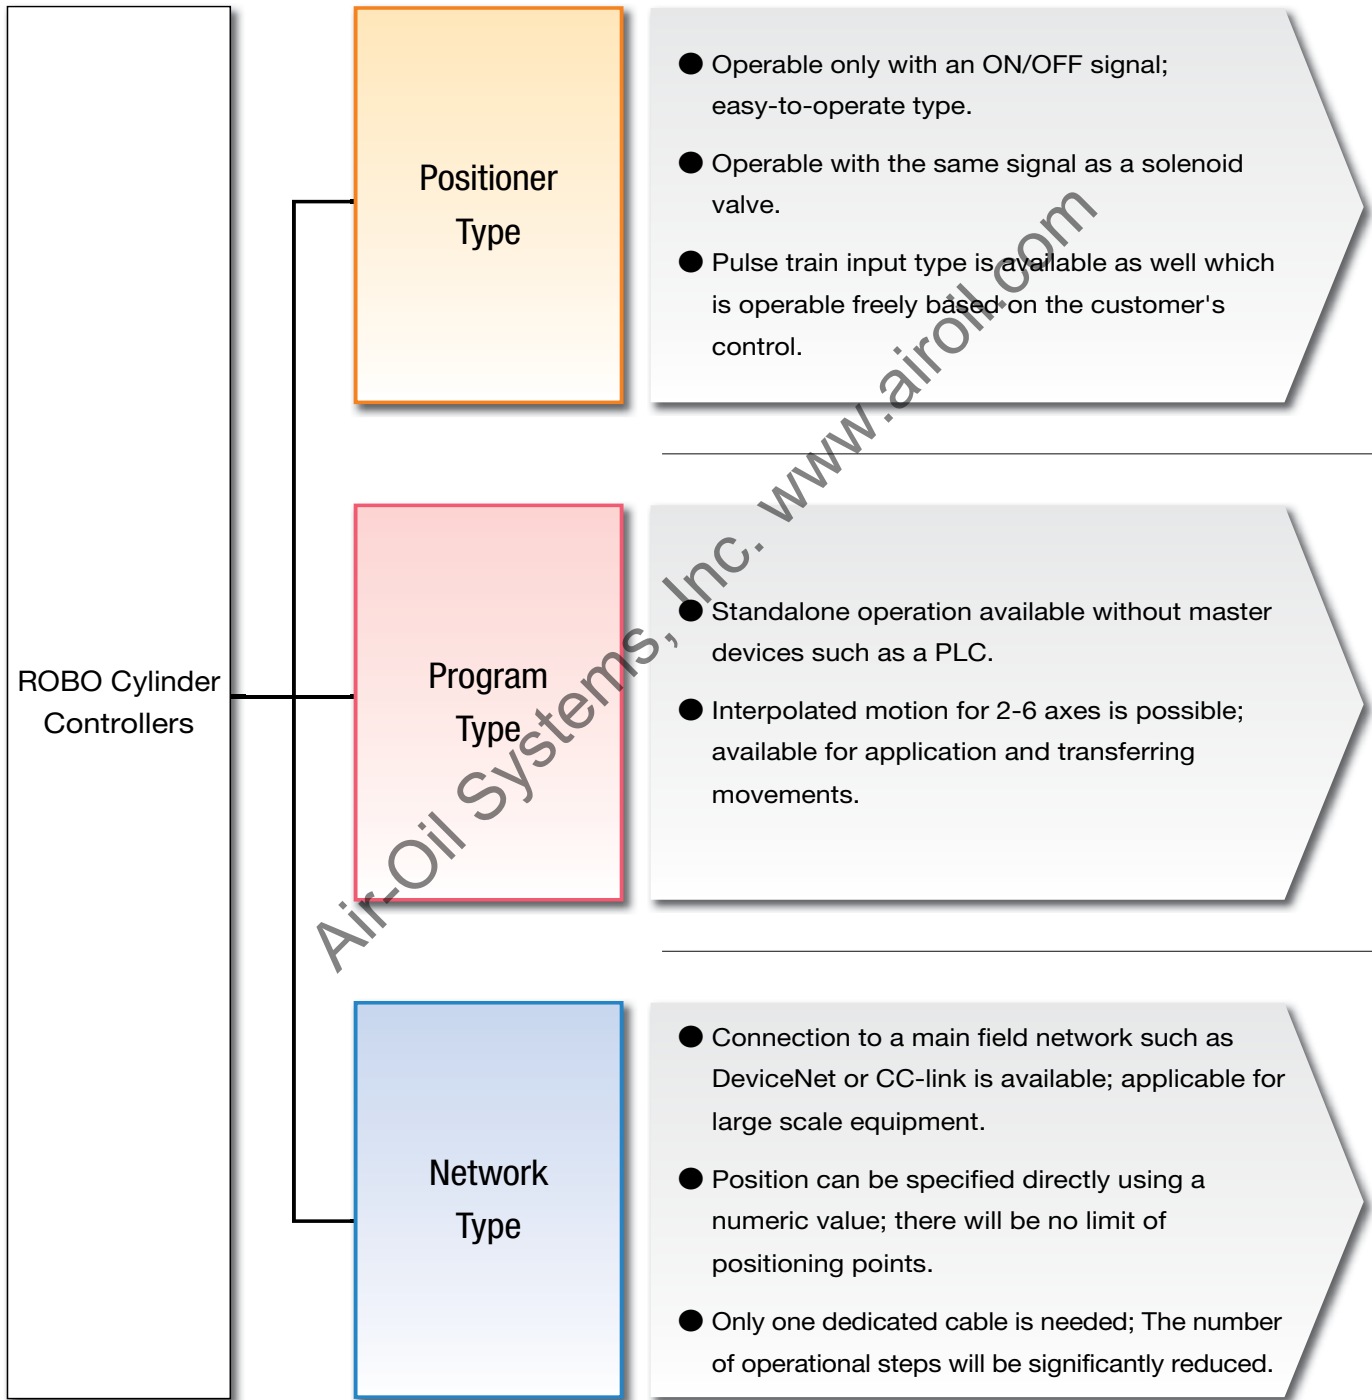 ROBO Cylinder
Controllers
Positioner
Type
● Operable only with an ON/OFF signal;
easy-to-operate type.
● Operable with the same signal as a solenoid
valve.
● Pulse train input type is available as well which
is operable freely based on the customer's
control.
Program
Type
● Standalone operation available without master
devices such as a PLC.
● Interpolated motion for 2-6 axes is possible;
available for application and transferring
movements.
Network
Type
● Connection to a main field network such as
DeviceNet or CC-link is available; applicable for
large scale equipment.
● Position can be specified directly using a
numeric value; there will be no limit of
positioning points.
● Only one dedicated cable is needed; The number
of operational steps will be significantly reduced.
Air-Oil Systems, Inc. www.airoil.com